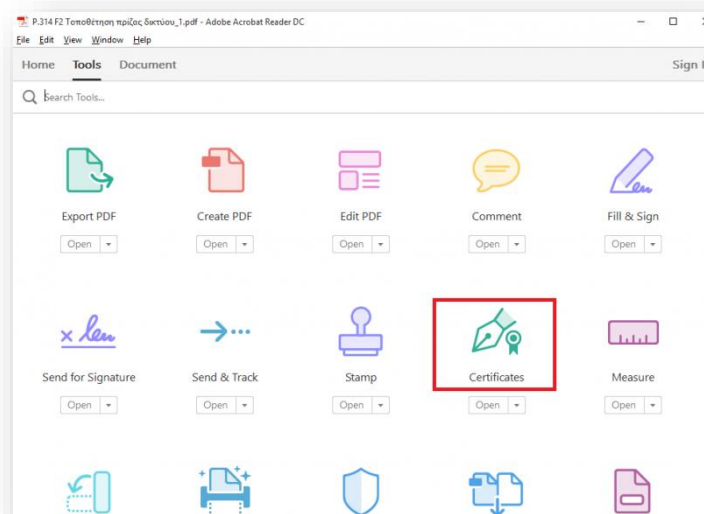 P.314 F2 Τοποθέτηση πρίζας δικτύου_1.pdf - Adobe Acrobat Reader DC
File Edit View Window Help
Home Tools Document Sign I
Search Tools...
Export PDF Create PDF Edit PDF Comment Fill & Sign
Open Open Open Open Open
Send for Signature Send & Track Stamp Certificates Measure
Open Open Open Open Open